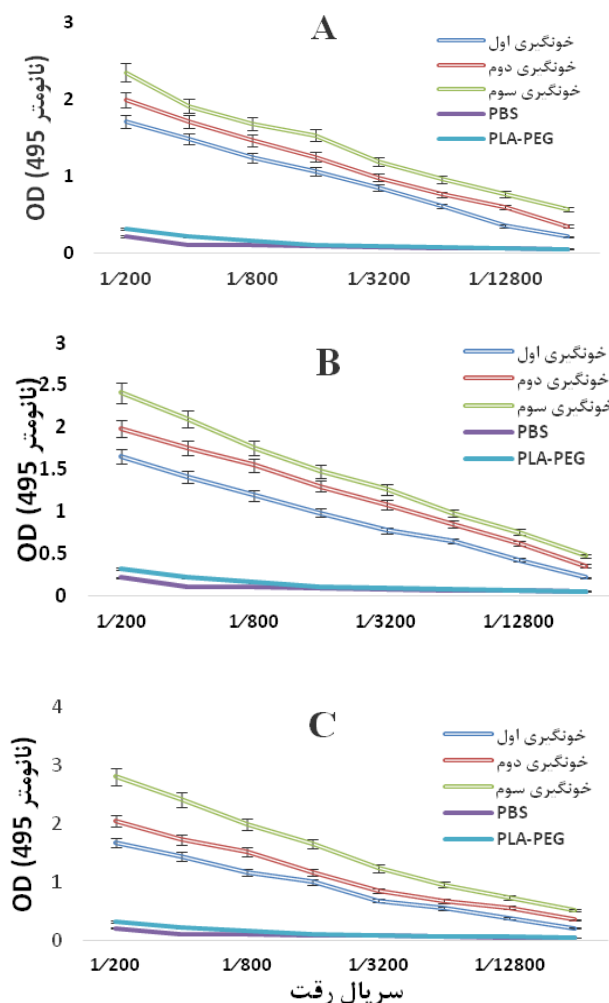 A
3
2
1
0
OD (495 نانومتر)
خونگیری اول
خونگیری دوم
خونگیری سوم
PBS
PLA-PEG
1/200
1/800
1/3200
1/12800
B
3
2.5
2
1.5
1
0.5
0
OD (495 نانومتر)
خونگیری اول
خونگیری دوم
خونگیری سوم
PBS
PLA-PEG
1/200
1/800
1/3200
1/12800
C
4
3
2
1
0
OD (495 نانومتر)
خونگیری اول
خونگیری دوم
خونگیری سوم
PBS
PLA-PEG
1/200
1/800
1/3200
1/12800
سریال رقت